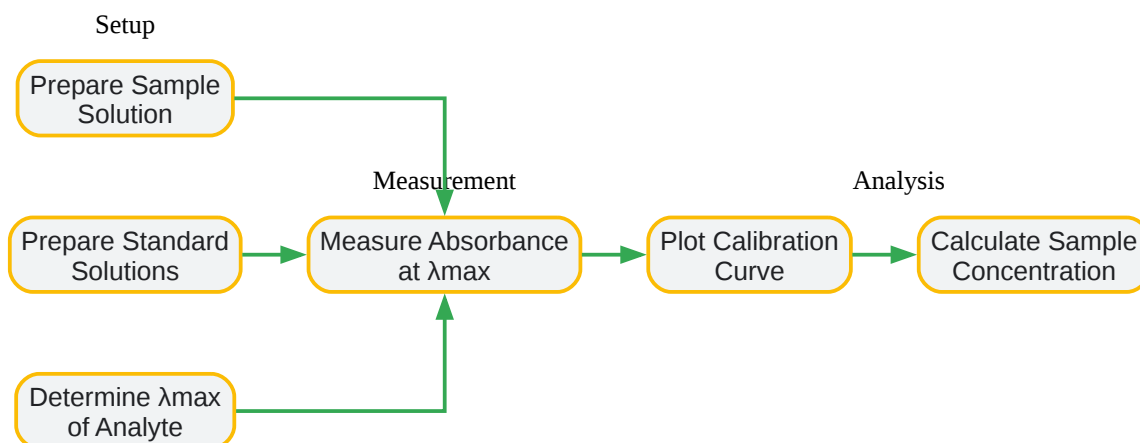 Setup
Prepare Sample
Solution
Measurement
Analysis
Prepare Standard
Solutions
Measure Absorbance
at λmax
Plot Calibration
Curve
Calculate Sample
Concentration
Determine λmax
of Analyte